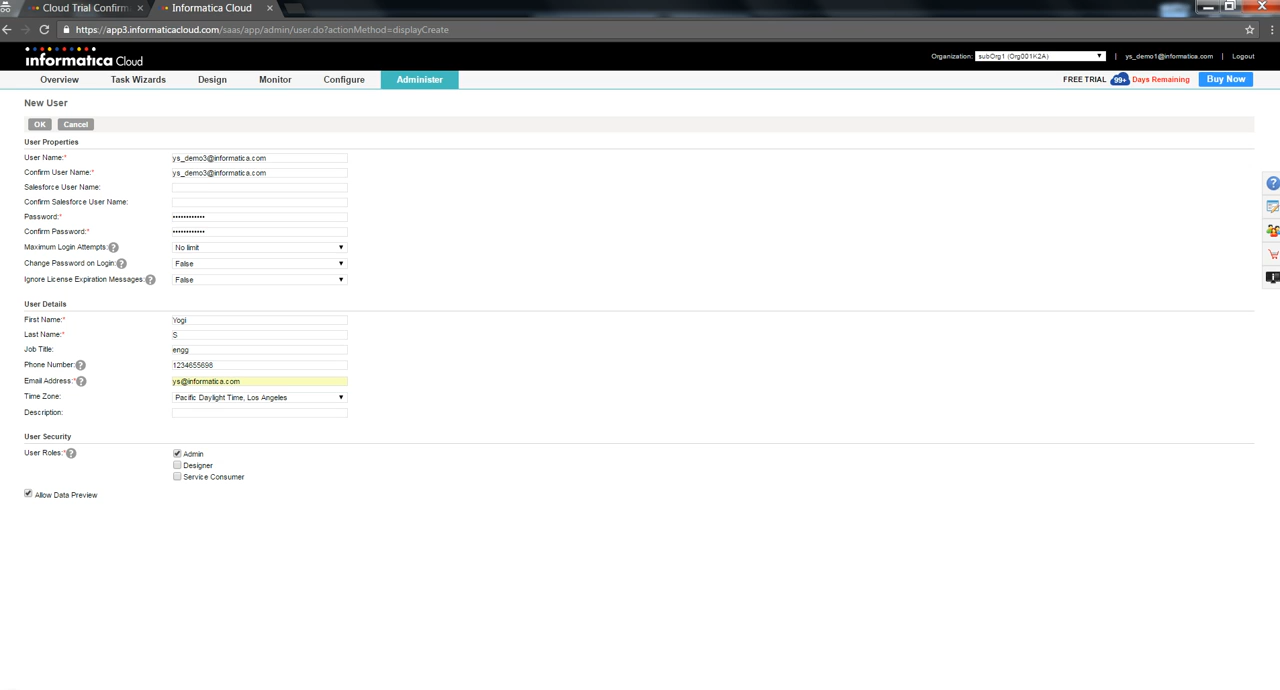 Cloud Trial Confirm
Informatica Cloud
https://app3.informaticacloud.com/saas/app/admin/user.do?actionMethod=displayCreate
informatica Cloud
Organization: subOrg1 (Org001K2A) | ys_demo1@informatica.com | Logout
Overview Task Wizards Design Monitor Configure Administer
FREE TRIAL 99+ Days Remaining Buy Now
New User
OK Cancel
User Properties
User Name:* ys_demo3@informatica.com
Confirm User Name:* ys_demo3@informatica.com
Salesforce User Name:
Confirm Salesforce User Name:
Password:* ••••••••••••
Confirm Password:* ••••••••••••
Maximum Login Attempts: ? No limit
Change Password on Login: ? False
Ignore License Expiration Messages: ? False
User Details
First Name:* Yogi
Last Name:* S
Job Title: engg
Phone Number: ? 1234655698
Email Address:* ? ys@informatica.com
Time Zone: Pacific Daylight Time, Los Angeles
Description:
User Security
User Roles:* ? Admin
Designer
Service Consumer
Allow Data Preview